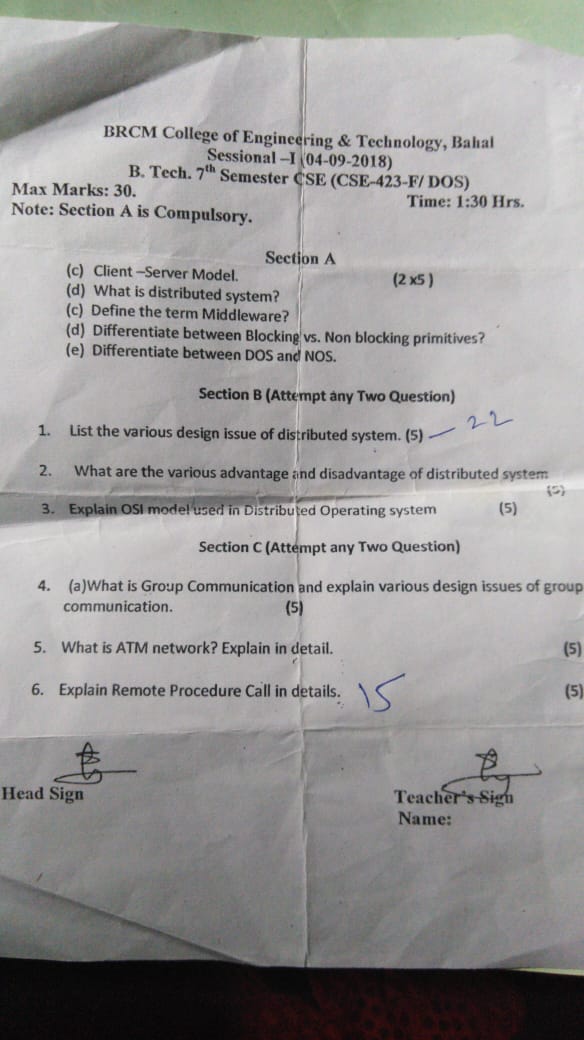 BRCM College of Engineering & Technology, Bahal
Sessional –I (04-09-2018)
B. Tech. 7th Semester CSE (CSE-423-F/ DOS)
Max Marks: 30.
Time: 1:30 Hrs.
Note: Section A is Compulsory.
Section A
(c) Client –Server Model. (2 x5 )
(d) What is distributed system?
(c) Define the term Middleware?
(d) Differentiate between Blocking vs. Non blocking primitives?
(e) Differentiate between DOS and NOS.
Section B (Attempt any Two Question)
1. List the various design issue of distributed system. (5) — 22
2. What are the various advantage and disadvantage of distributed system
(5)
3. Explain OSI model used in Distributed Operating system (5)
Section C (Attempt any Two Question)
4. (a)What is Group Communication and explain various design issues of group
communication. (5)
5. What is ATM network? Explain in detail. (5)
6. Explain Remote Procedure Call in details. 15 (5)
Head Sign
Teacher's Sign
Name: